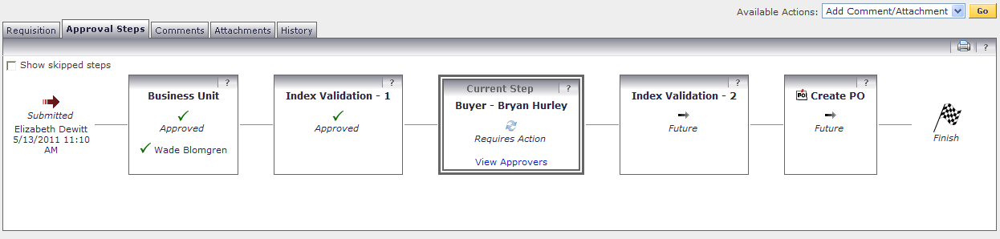 Available Actions: Add Comment/Attachment Go
Requisition Approval Steps Comments Attachments History
?
Show skipped steps
Submitted
Elizabeth Dewitt
5/13/2011 11:10
AM
?
Business Unit
Approved
Wade Blomgren
?
Index Validation - 1
Approved
Current Step ?
Buyer - Bryan Hurley
Requires Action
View Approvers
?
Index Validation - 2
Future
?
PO Create PO
Future
Finish